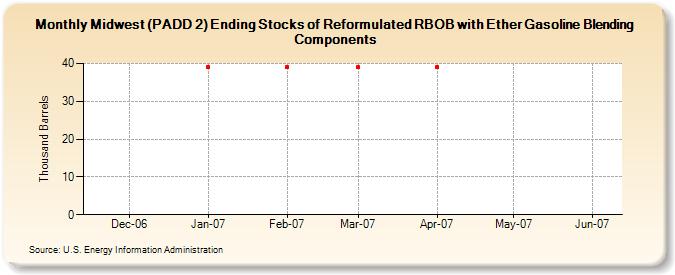 Monthly Midwest (PADD 2) Ending Stocks of Reformulated RBOB with Ether Gasoline Blending
Components
Thousand Barrels
40
30
20
10
0
Dec-06 Jan-07 Feb-07 Mar-07 Apr-07 May-07 Jun-07
Source: U.S. Energy Information Administration